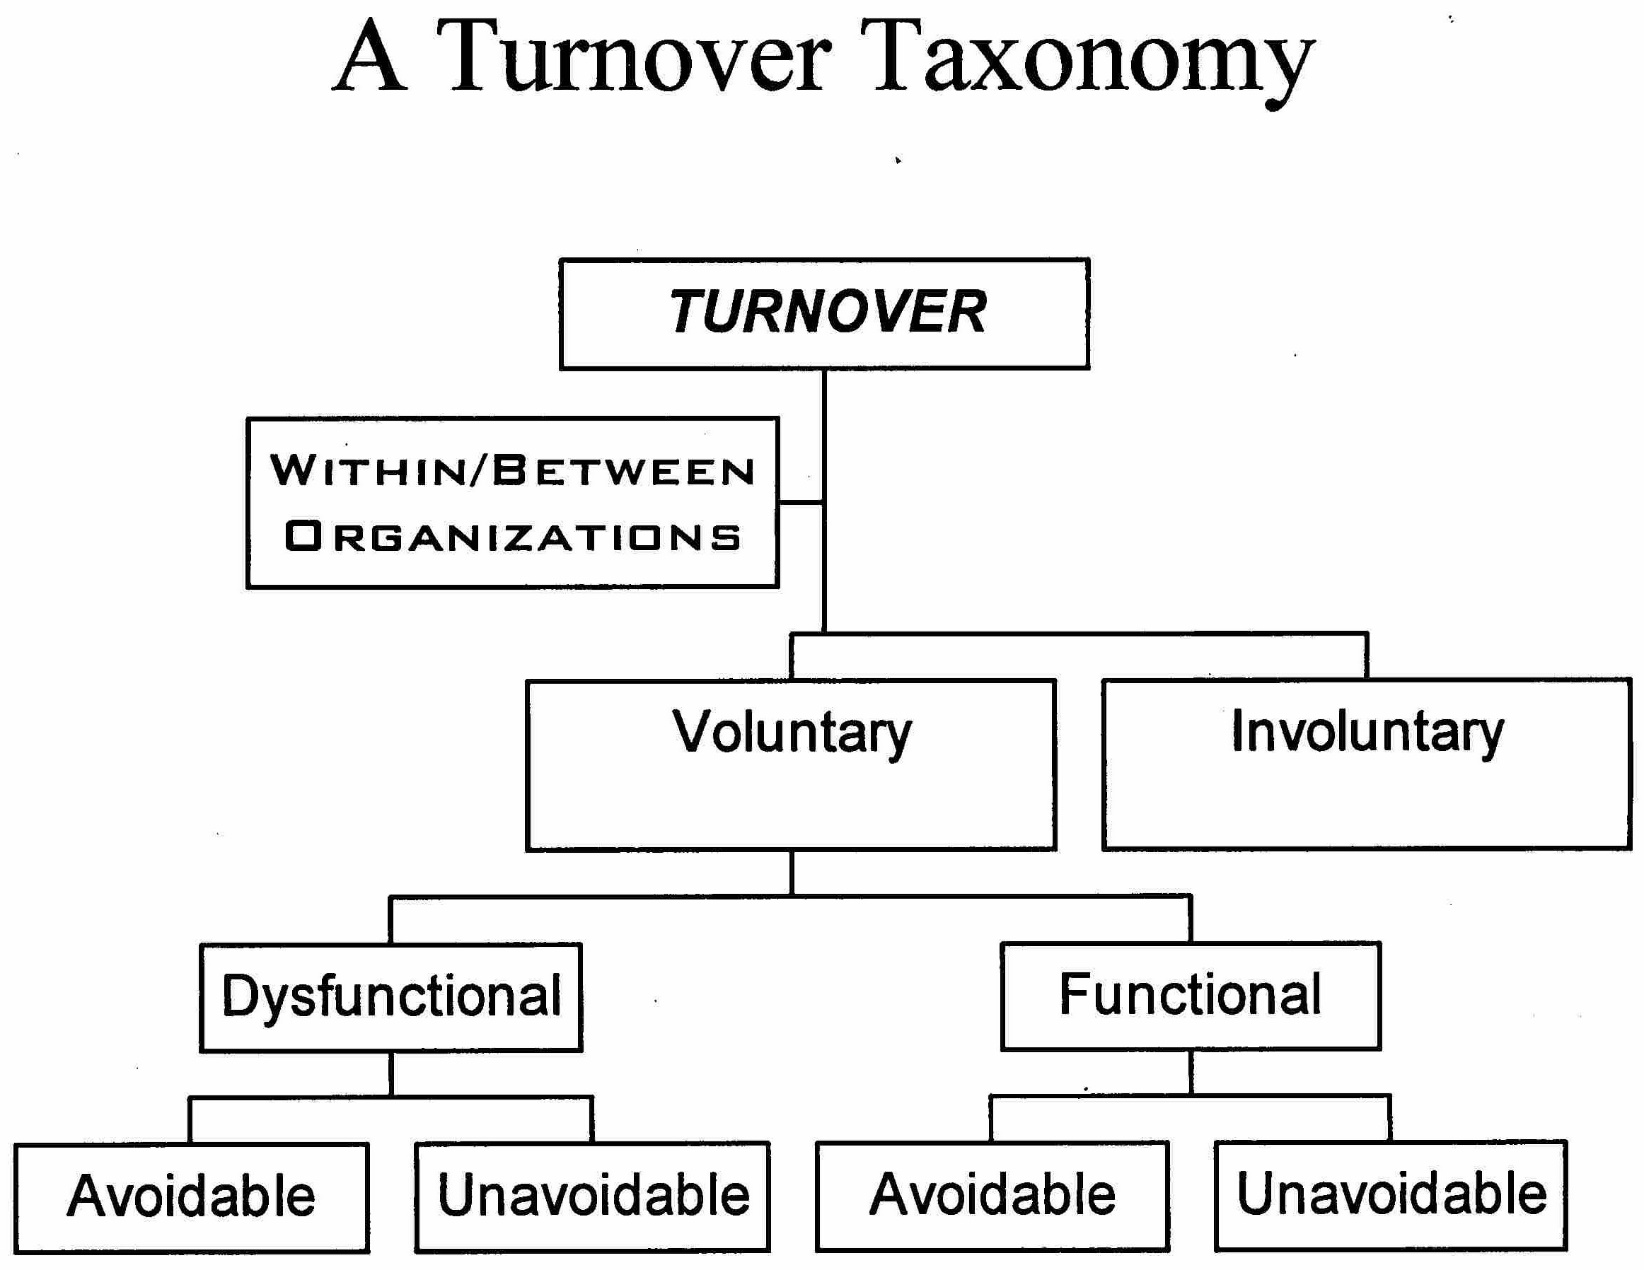 A Turnover Taxonomy
TURNOVER
WITHIN/BETWEEN
ORGANIZATIONS
Voluntary
Involuntary
Dysfunctional
Functional
Avoidable
Unavoidable
Avoidable
Unavoidable